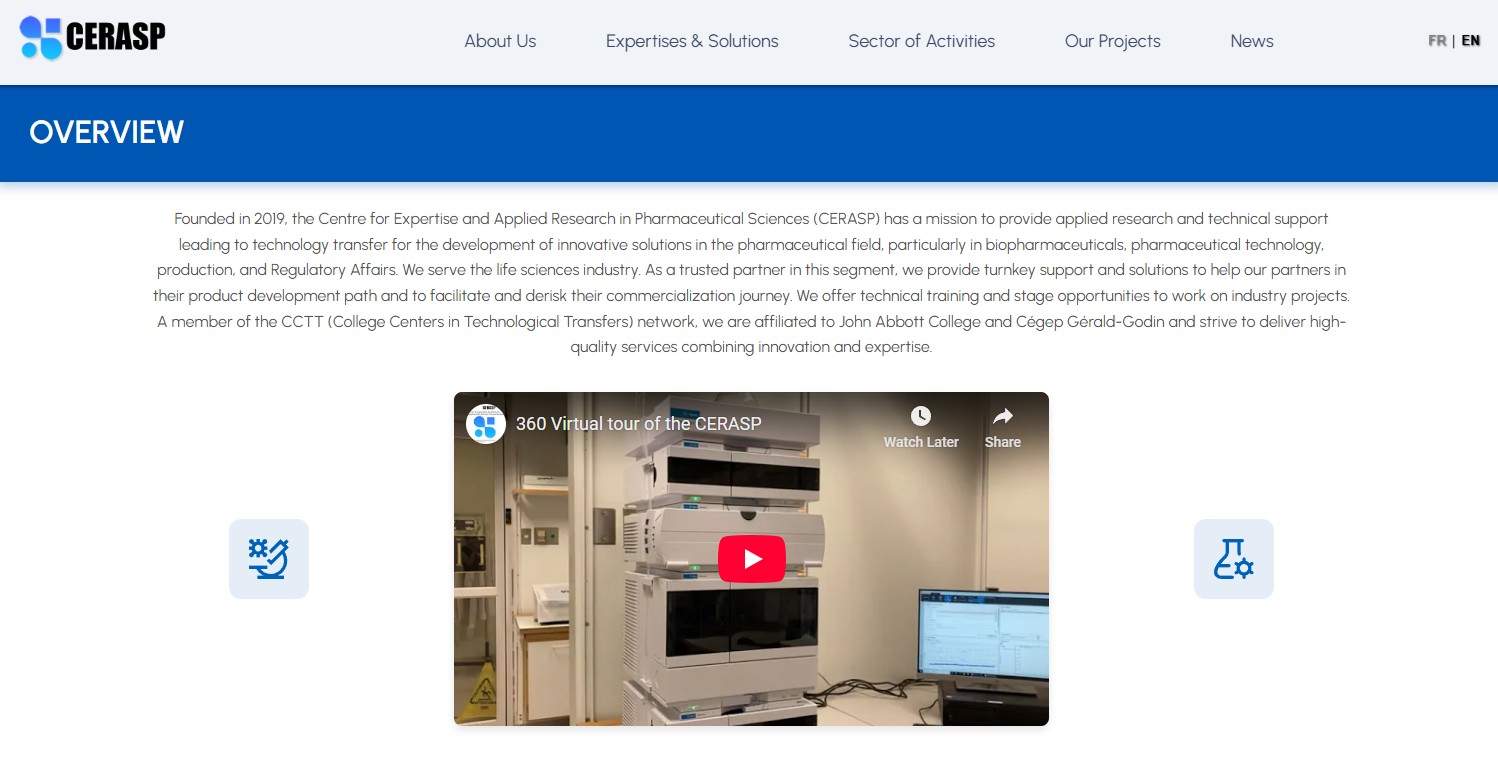 CERASP
About Us
Expertises & Solutions
Sector of Activities
Our Projects
News
FR | EN
OVERVIEW
Founded in 2019, the Centre for Expertise and Applied Research in Pharmaceutical Sciences (CERASP) has a mission to provide applied research and technical support
leading to technology transfer for the development of innovative solutions in the pharmaceutical field, particularly in biopharmaceuticals, pharmaceutical technology,
production, and Regulatory Affairs. We serve the life sciences industry. As a trusted partner in this segment, we provide turnkey support and solutions to help our partners in
their product development path and to facilitate and derisk their commercialization journey. We offer technical training and stage opportunities to work on industry projects.
A member of the CCTT (College Centers in Technological Transfers) network, we are affiliated to John Abbott College and Cégep Gérald-Godin and strive to deliver high-
quality services combining innovation and expertise.
360 Virtual tour of the CERASP
Watch Later
Share